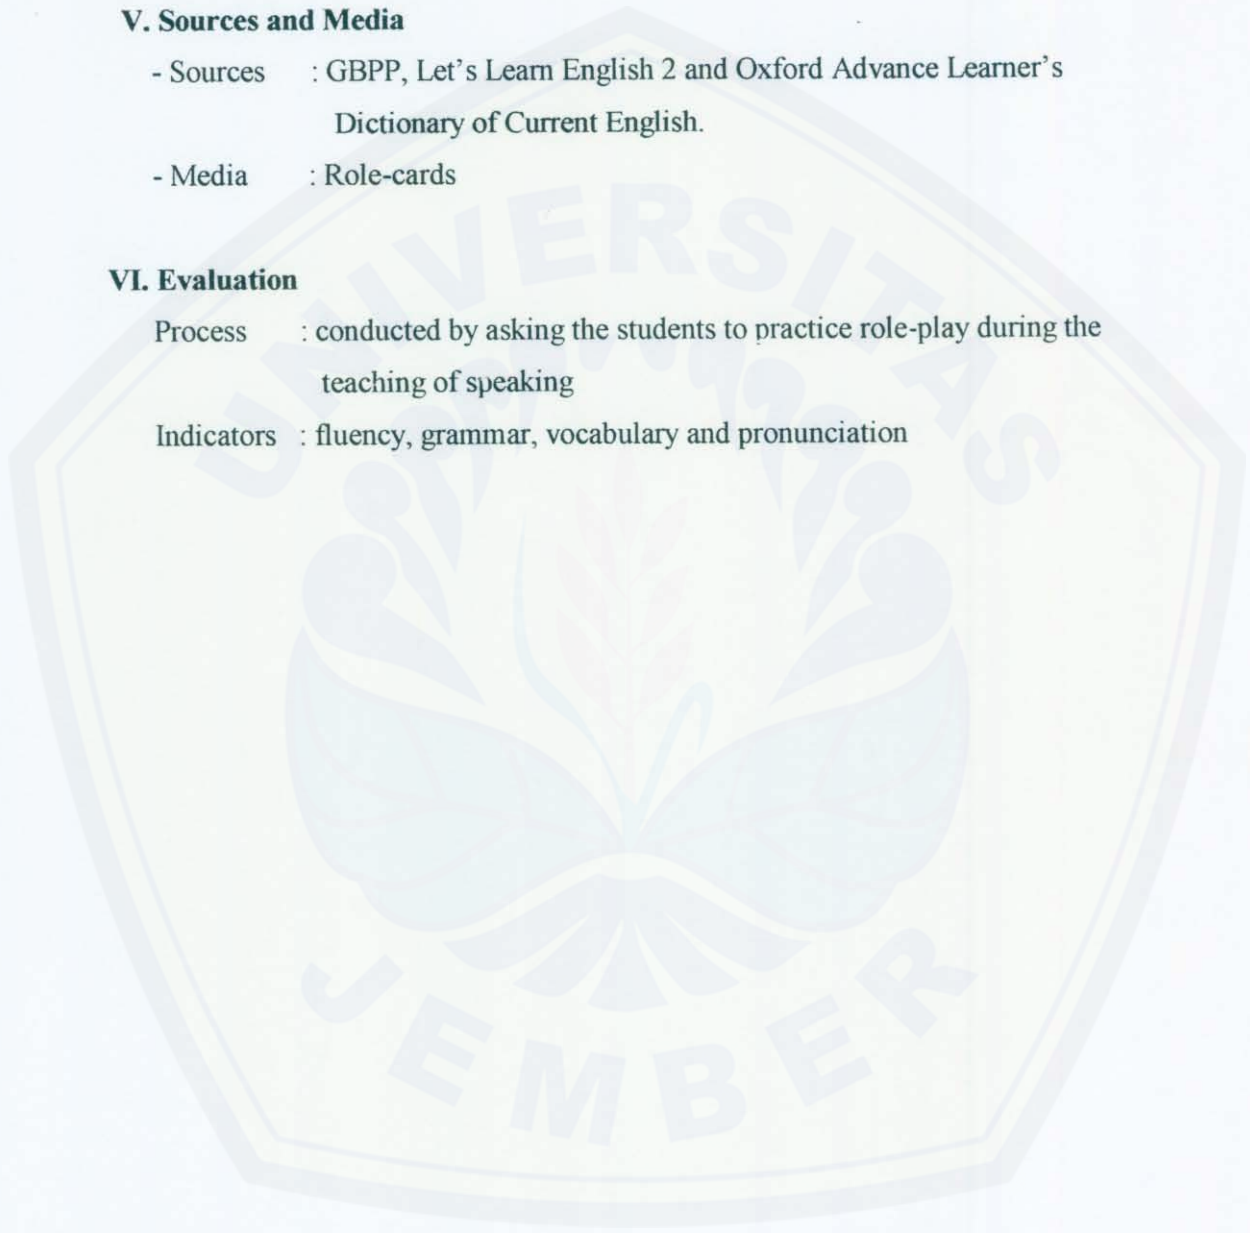 V. Sources and Media
- Sources : GBPP, Let's Learn English 2 and Oxford Advance Learner's
Dictionary of Current English.
- Media : Role-cards
VI. Evaluation
Process : conducted by asking the students to practice role-play during the
teaching of speaking
Indicators : fluency, grammar, vocabulary and pronunciation
UNIVERSITAS
JEMBER